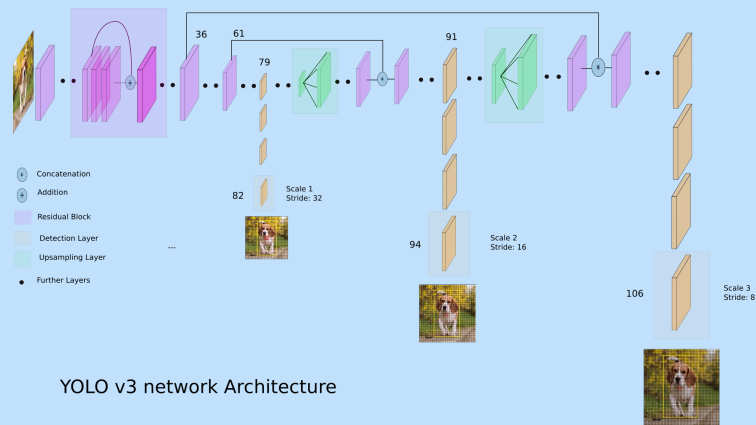 36
61
91
79
82
Scale 1
Stride: 32
94
Scale 2
Stride: 16
106
Scale 3
Stride: 8
Concatenation
Addition
Residual Block
Detection Layer
Upsampling Layer
Further Layers
...
YOLO v3 network Architecture